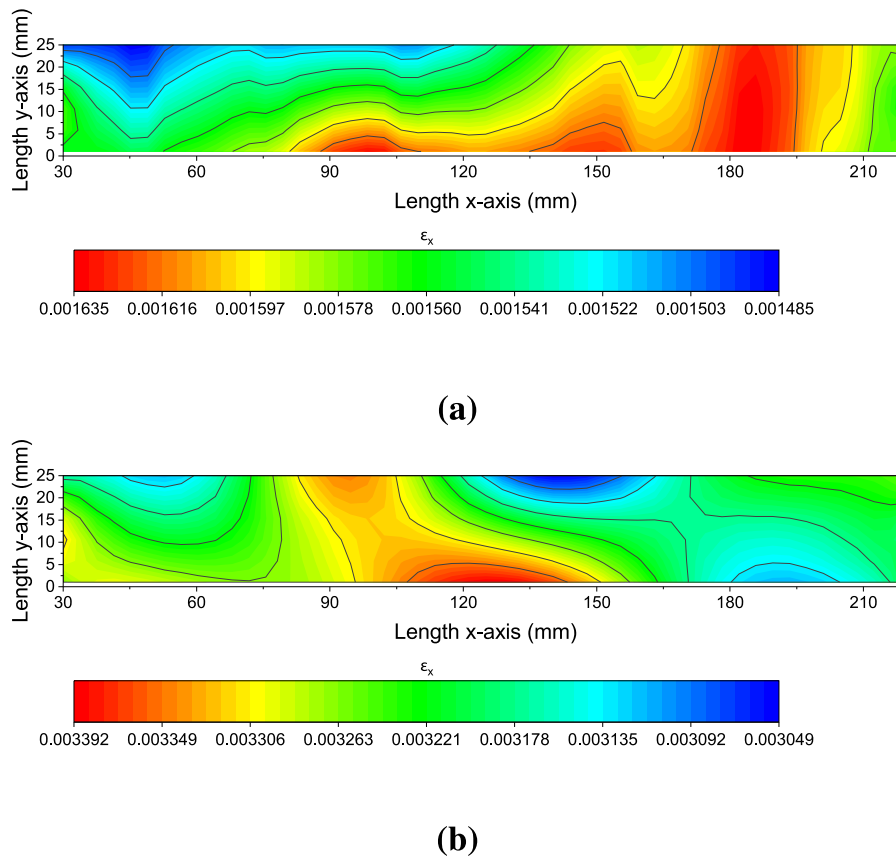 Length y-axis (mm)
25
20
15
10
5
0
30 60 90 120 150 180 210
Length x-axis (mm)
εx
0.001635 0.001616 0.001597 0.001578 0.001560 0.001541 0.001522 0.001503 0.001485
(a)
Length y-axis (mm)
25
20
15
10
5
0
30 60 90 120 150 180 210
Length x-axis (mm)
εx
0.003392 0.003349 0.003306 0.003263 0.003221 0.003178 0.003135 0.003092 0.003049
(b)